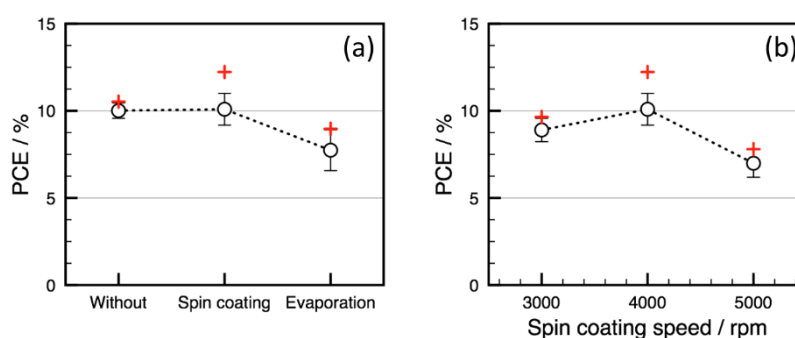 (a)
PCE / %
15
10
5
0
Without Spin coating Evaporation
(b)
PCE / %
15
10
5
0
3000 4000 5000
Spin coating speed / rpm